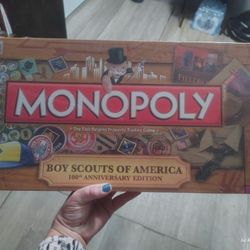 MONOPOLY
The Fast-Dealing Property Trading Game
BOY SCOUTS OF AMERICA
100TH ANNIVERSARY EDITION